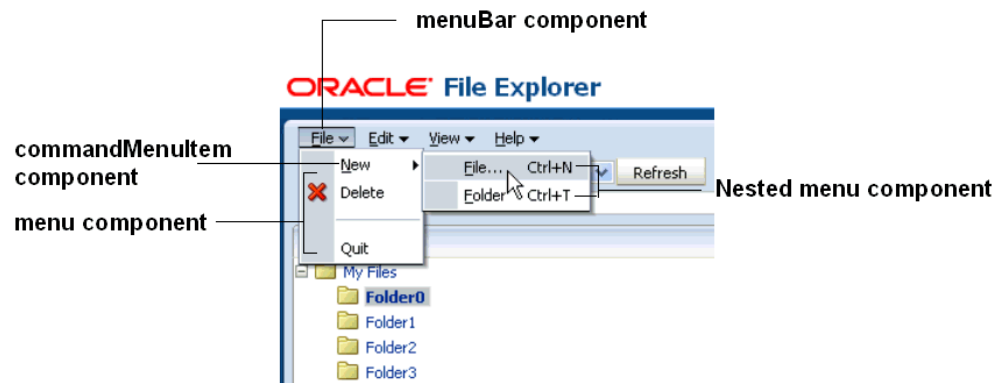 menuBar component
ORACLE File Explorer
File Edit View Help
commandMenuItem
component
New
File... Ctrl+N
Refresh
Delete
Folder Ctrl+T
Nested menu component
menu component
Quit
My Files
Folder0
Folder1
Folder2
Folder3